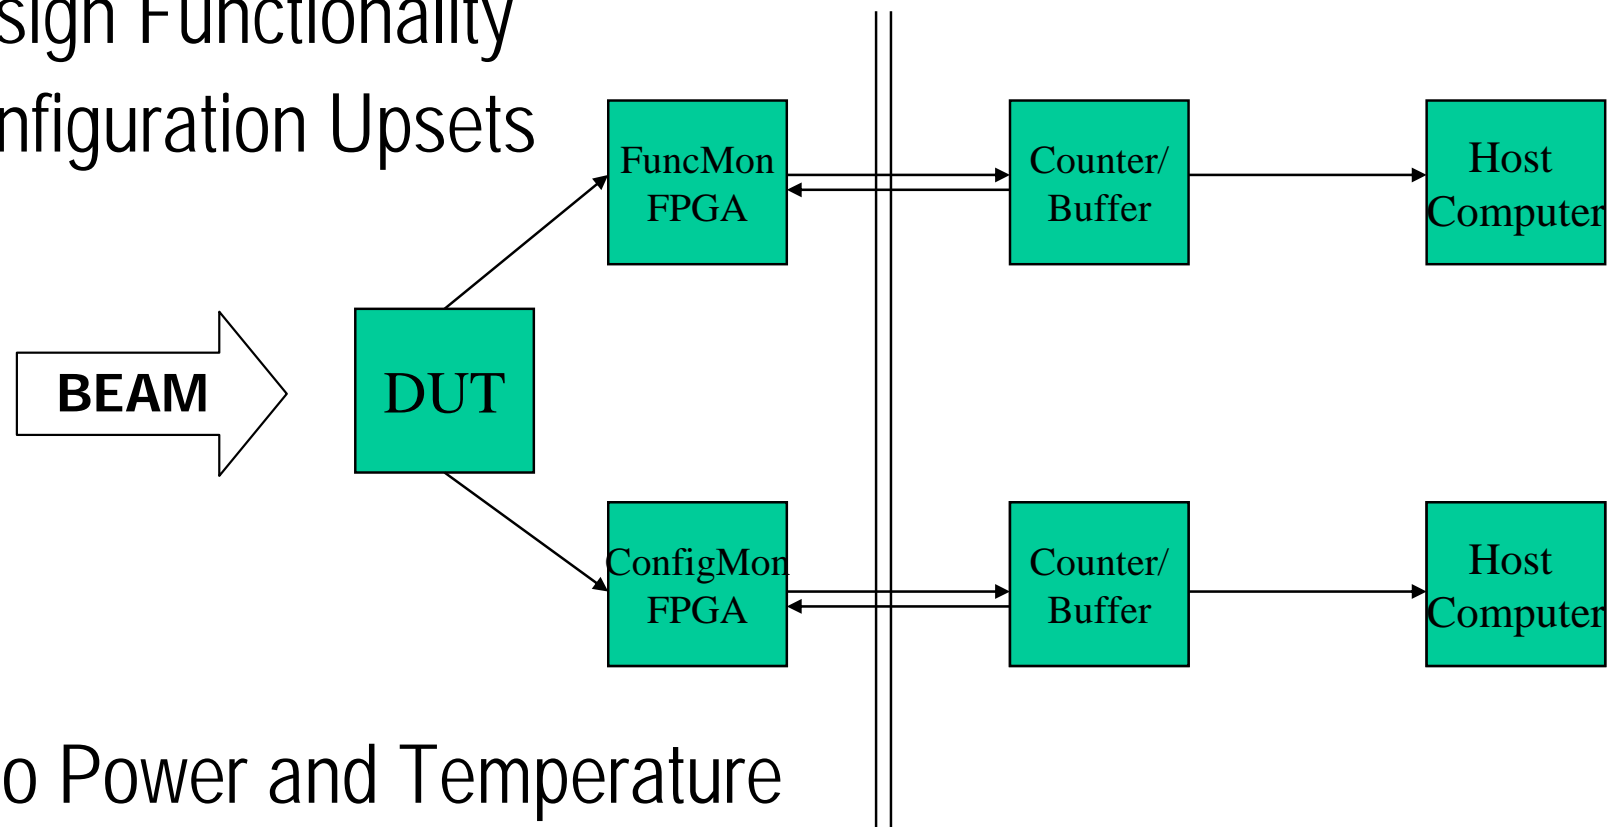 sign Functionality
nfiguration Upsets
FuncMon
FPGA
Counter/
Buffer
Host
Computer
BEAM
DUT
ConfigMon
FPGA
Counter/
Buffer
Host
Computer
o Power and Temperature